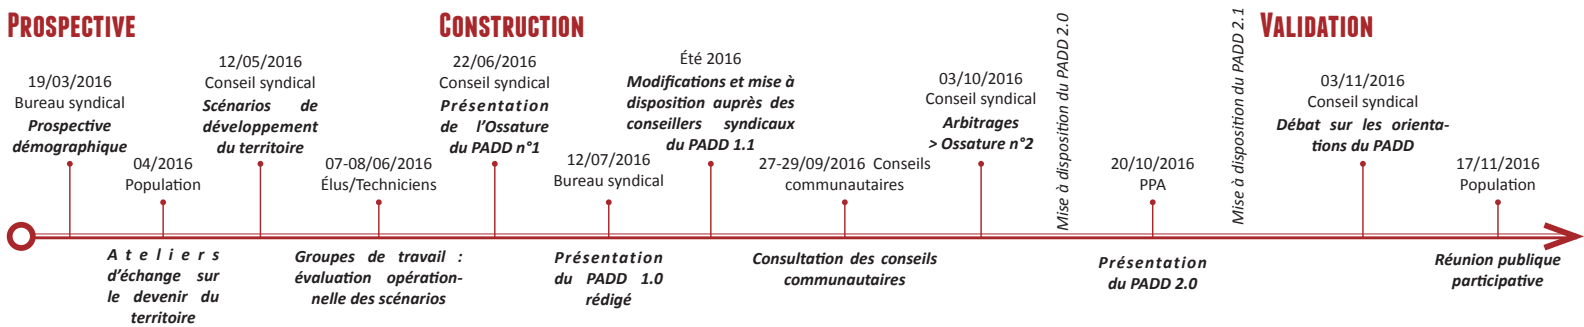 PROSPECTIVE
CONSTRUCTION
VALIDATION
19/03/2016
Bureau syndical
Prospective
démographique
04/2016
Population
Ateliers
d'échange sur
le devenir du
territoire
12/05/2016
Conseil syndical
Scénarios de
développement
du territoire
07-08/06/2016
Élus/Techniciens
Groupes de travail :
évaluation opération-
nelle des scénarios
22/06/2016
Conseil syndical
Présentation
de l'Ossature
du PADD n°1
12/07/2016
Bureau syndical
Présentation
du PADD 1.0
rédigé
Été 2016
Modifications et mise à
disposition auprès des
conseillers syndicaux
du PADD 1.1
27-29/09/2016 Conseils
communautaires
Consultation des conseils
communautaires
03/10/2016
Conseil syndical
Arbitrages
> Ossature n°2
Mise à disposition du PADD 2.0
20/10/2016
PPA
Présentation
du PADD 2.0
Mise à disposition du PADD 2.1
03/11/2016
Conseil syndical
Débat sur les orienta-
tions du PADD
17/11/2016
Population
Réunion publique
participative